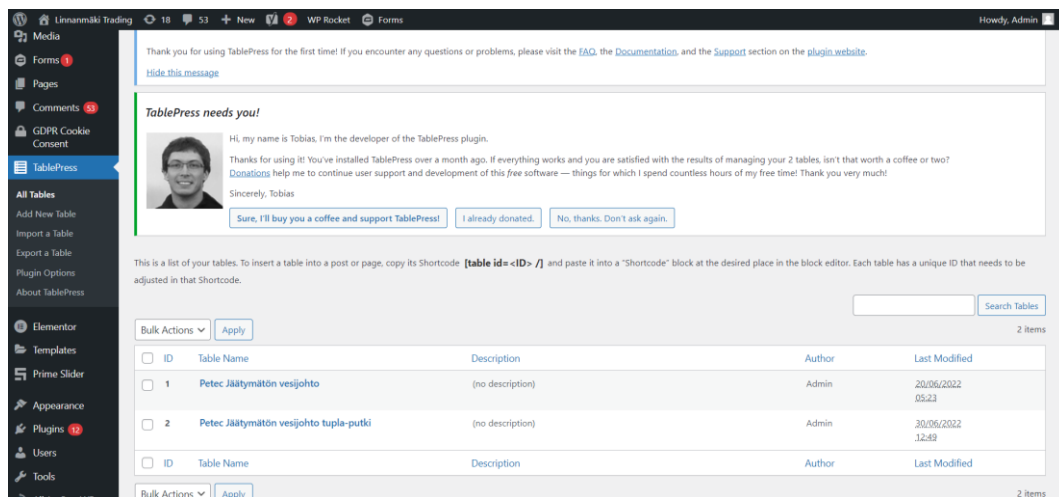 Linnanmäki Trading 18 53 New 2 WP Rocket Forms Howdy, Admin
Media
Forms 1
Pages
Comments 53
GDPR Cookie
Consent
TablePress
All Tables
Add New Table
Import a Table
Export a Table
Plugin Options
About TablePress
Elementor
Templates
Prime Slider
Appearance
Plugins 12
Users
Tools
Thank you for using TablePress for the first time! If you encounter any questions or problems, please visit the FAQ, the Documentation, and the Support section on the plugin website.
Hide this message
TablePress needs you!
Hi, my name is Tobias, I'm the developer of the TablePress plugin.
Thanks for using it! You've installed TablePress over a month ago. If everything works and you are satisfied with the results of managing your 2 tables, isn't that worth a coffee or two?
Donations help me to continue user support and development of this free software — things for which I spend countless hours of my free time! Thank you very much!
Sincerely, Tobias
Sure, I'll buy you a coffee and support TablePress! I already donated. No, thanks. Don't ask again.
This is a list of your tables. To insert a table into a post or page, copy its Shortcode [table id=<ID> /] and paste it into a "Shortcode" block at the desired place in the block editor. Each table has a unique ID that needs to be
adjusted in that Shortcode.
Search Tables
Bulk Actions Apply 2 items
ID Table Name Description Author Last Modified
1 Petec Jäätymätön vesijohto (no description) Admin 20/06/2022
05:23
2 Petec Jäätymätön vesijohto tupla-putki (no description) Admin 30/06/2022
12:49
ID Table Name Description Author Last Modified
Bulk Actions Apply 2 items